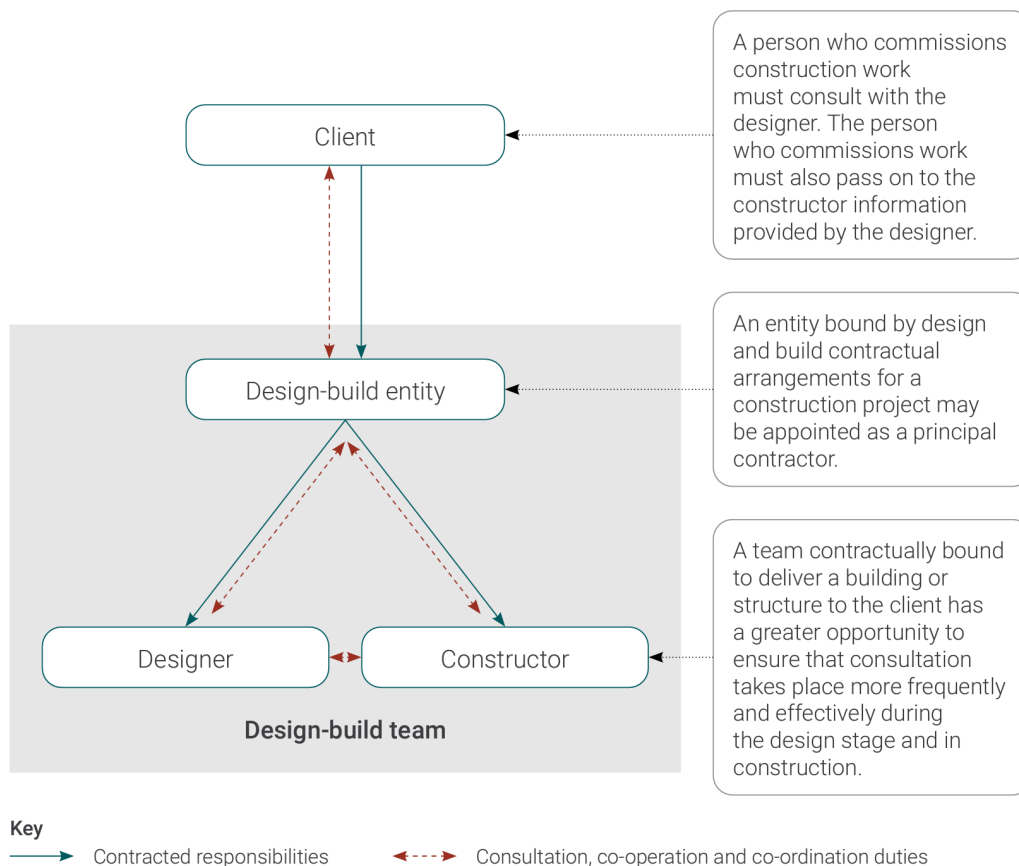 A person who commissions
construction work
must consult with the
designer. The person
who commissions work
must also pass on to the
constructor information
provided by the designer.
Client
An entity bound by design
and build contractual
arrangements for a
construction project may
be appointed as a principal
contractor.
Design-build entity
A team contractually bound
to deliver a building or
structure to the client has
a greater opportunity to
ensure that consultation
takes place more frequently
and effectively during
the design stage and in
construction.
Designer
Constructor
Design-build team
Key
Contracted responsibilities
Consultation, co-operation and co-ordination duties